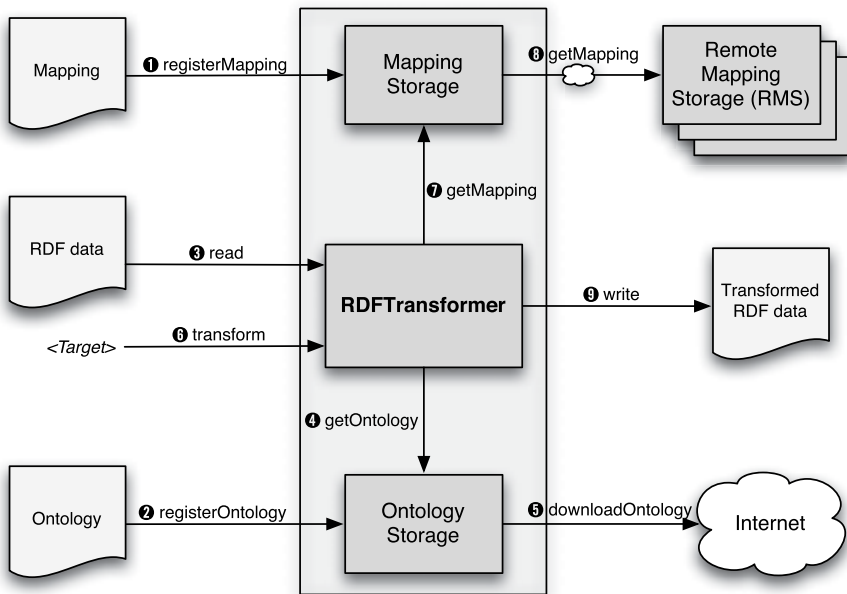 Mapping
❶ registerMapping
Mapping
Storage
❽ getMapping
Remote
Mapping
Storage (RMS)
❼ getMapping
RDF data
❸ read
RDFTransformer
❾ write
Transformed
RDF data
<Target>
❻ transform
❹ getOntology
Ontology
❷ registerOntology
Ontology
Storage
❺ downloadOntology
Internet